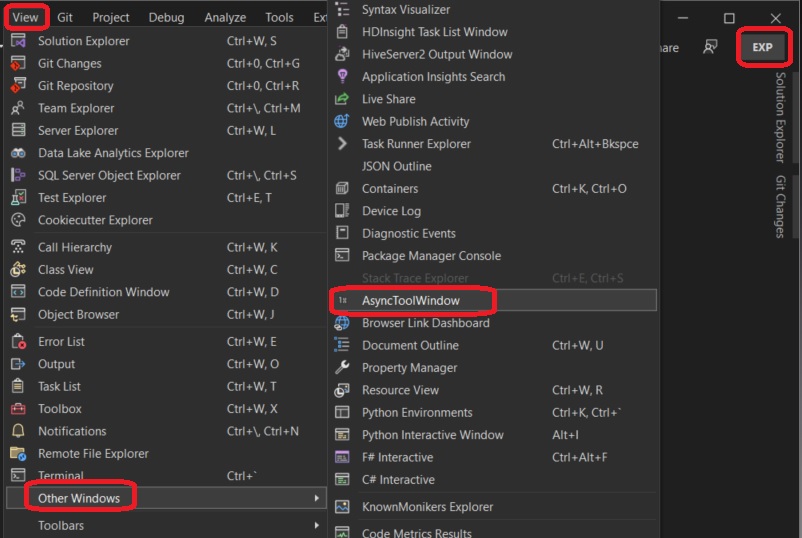 View Git Project Debug Analyze Tools Ext
Solution Explorer Ctrl+W, S
Git Changes Ctrl+0, Ctrl+G
Git Repository Ctrl+0, Ctrl+R
Team Explorer Ctrl+\, Ctrl+M
Server Explorer Ctrl+W, L
Data Lake Analytics Explorer
SQL Server Object Explorer Ctrl+\, Ctrl+S
Test Explorer Ctrl+E, T
Cookiecutter Explorer
Call Hierarchy Ctrl+W, K
Class View Ctrl+W, C
Code Definition Window Ctrl+W, D
Object Browser Ctrl+W, J
Error List Ctrl+W, E
Output Ctrl+W, O
Task List Ctrl+W, T
Toolbox Ctrl+W, X
Notifications Ctrl+\, Ctrl+N
Remote File Explorer
Terminal Ctrl+`
Other Windows
Toolbars
Syntax Visualizer
HDInsight Task List Window
HiveServer2 Output Window
Application Insights Search
Live Share
Web Publish Activity
Task Runner Explorer Ctrl+Alt+Bkspce
JSON Outline
Containers Ctrl+K, Ctrl+O
Device Log
Diagnostic Events
Package Manager Console
Stack Trace Explorer Ctrl+E, Ctrl+S
AsyncToolWindow
Browser Link Dashboard
Document Outline Ctrl+W, U
Property Manager
Resource View Ctrl+W, R
Python Environments Ctrl+K, Ctrl+`
Python Interactive Window Alt+I
F# Interactive Ctrl+Alt+F
C# Interactive
KnownMonikers Explorer
Code Metrics Results
are
EXP
Solution Explorer
Git Changes